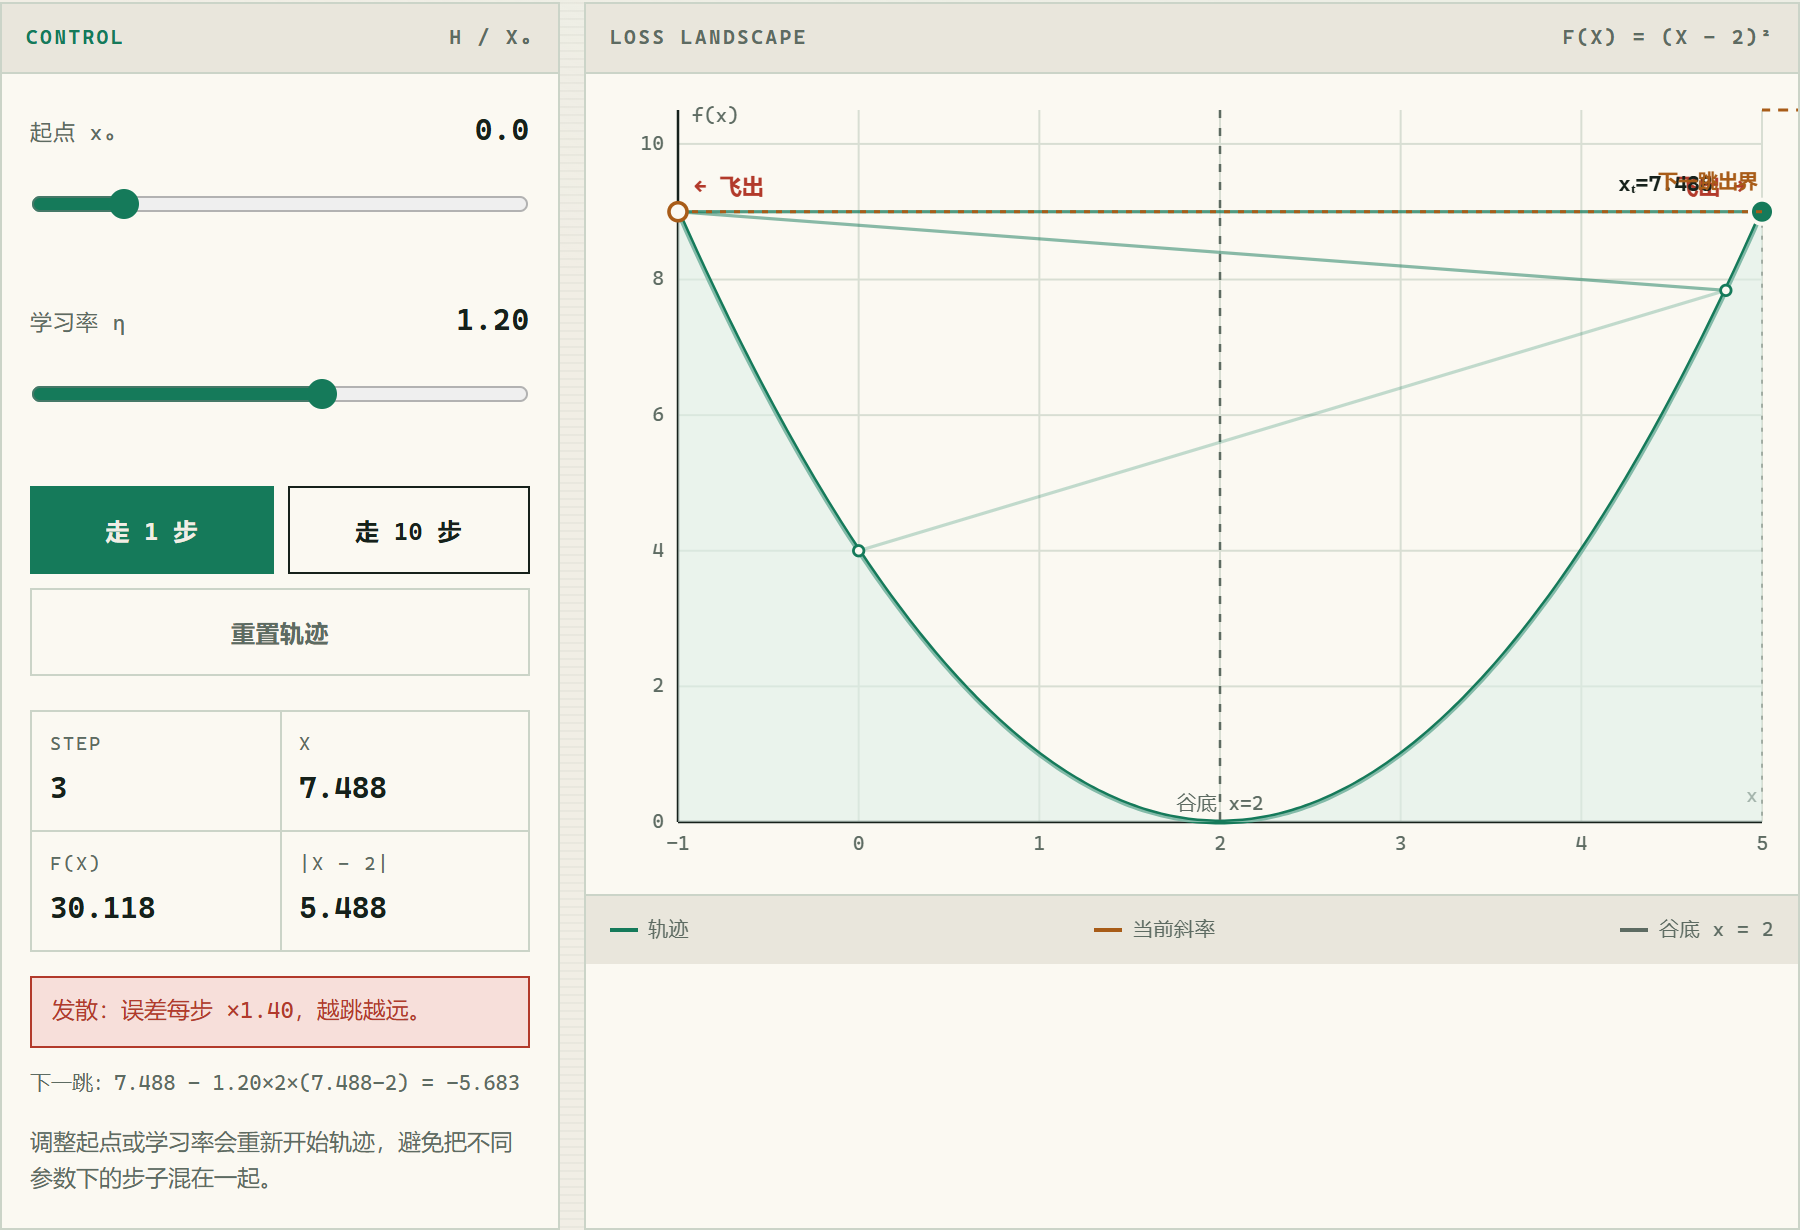 CONTROL
H / X₀
起点 x₀
0.0
学习率 η
1.20
走 1 步
走 10 步
重置轨迹
STEP
3
X
7.488
F(X)
30.118
|X − 2|
5.488
发散：误差每步 ×1.40，越跳越远。
下一跳：7.488 − 1.20×2×(7.488−2) = −5.683
调整起点或学习率会重新开始轨迹，避免把不同
参数下的步子混在一起。
LOSS LANDSCAPE
F(X) = (X − 2)²
f(x)
10
8
6
4
2
0
← 飞出
下一跳出界
谷底 x=2
x
−1
0
1
2
3
4
5
轨迹
当前斜率
谷底 x = 2